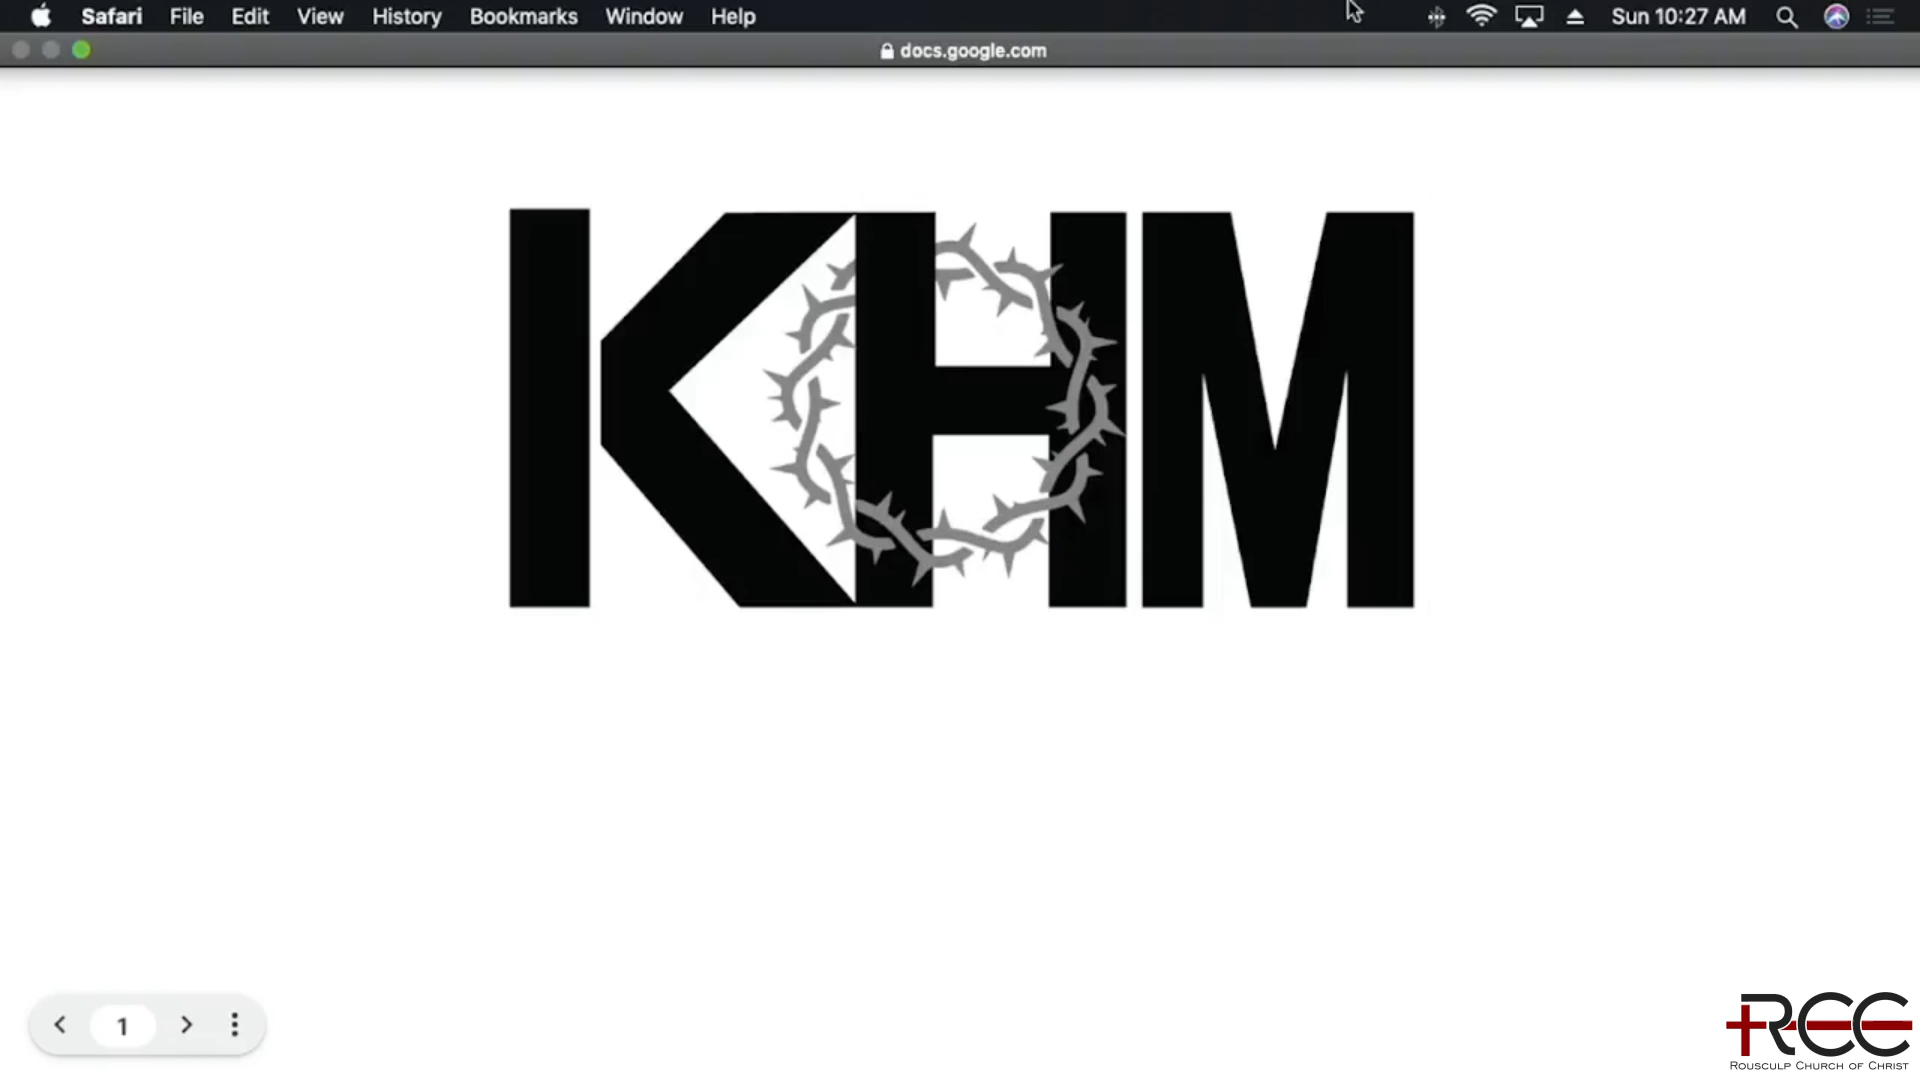 Safari File Edit View History Bookmarks Window Help Sun 10:27 AM
docs.google.com
KHM
1
RCC
Rousculp Church of Christ